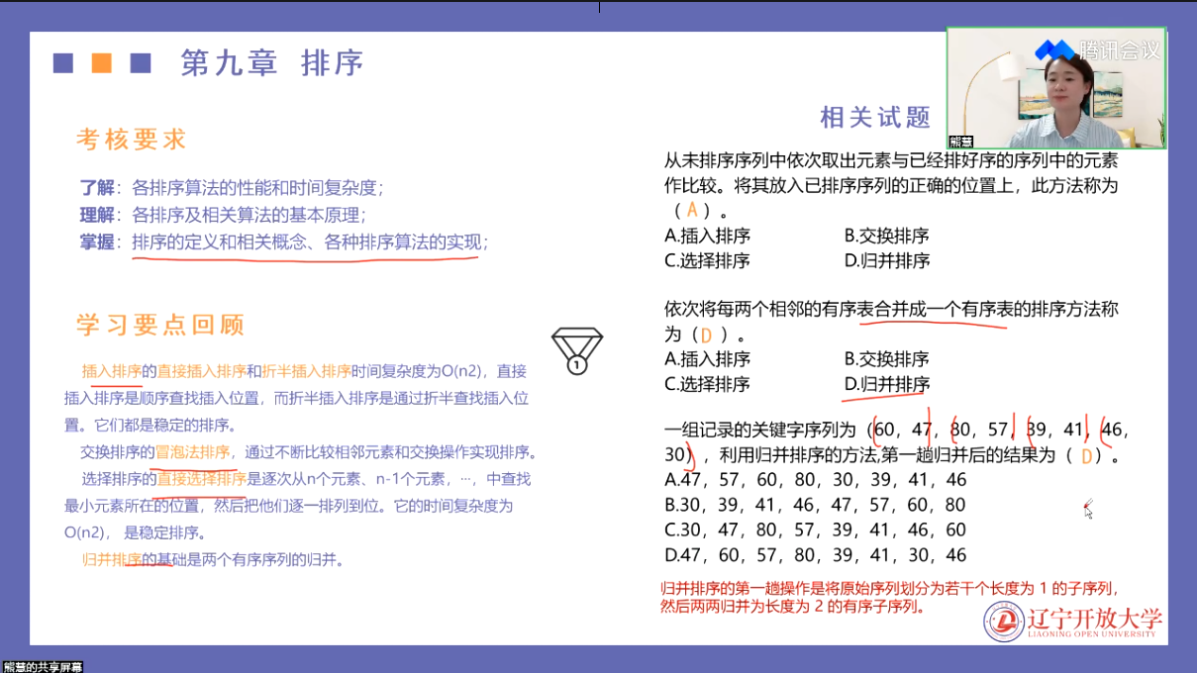 第九章 排序
腾讯会议
熊慧
考核要求
了解：各排序算法的性能和时间复杂度；
理解：各排序及相关算法的基本原理；
掌握：排序的定义和相关概念、各种排序算法的实现；
学习要点回顾
插入排序的直接插入排序和折半插入排序时间复杂度为O(n2)，直接
插入排序是顺序查找插入位置，而折半插入排序是通过折半查找插入位
置。它们都是稳定的排序。
交换排序的冒泡法排序，通过不断比较相邻元素和交换操作实现排序。
选择排序的直接选择排序是逐次从n个元素、n-1个元素，…，中查找
最小元素所在的位置，然后把他们逐一排列到位。它的时间复杂度为
O(n2)， 是稳定排序。
归并排序的基础是两个有序序列的归并。
1
相关试题
从未排序序列中依次取出元素与已经排好序的序列中的元素
作比较。将其放入已排序序列的正确的位置上，此方法称为
（ A ）。
A.插入排序 B.交换排序
C.选择排序 D.归并排序
依次将每两个相邻的有序表合并成一个有序表的排序方法称
为（ D ）。
A.插入排序 B.交换排序
C.选择排序 D.归并排序
一组记录的关键字序列为（60，47，80，57，39，41，46，
30），利用归并排序的方法,第一趟归并后的结果为（ D ）。
A.47，57，60，80，30，39，41，46
B.30，39，41，46，47，57，60，80
C.30，47，80，57，39，41，46，60
D.47，60，57，80，39，41，30，46
归并排序的第一趟操作是将原始序列划分为若干个长度为 1 的子序列，
然后两两归并为长度为 2 的有序子序列。
辽宁开放大学
LIAONING OPEN UNIVERSITY
熊慧的共享屏幕